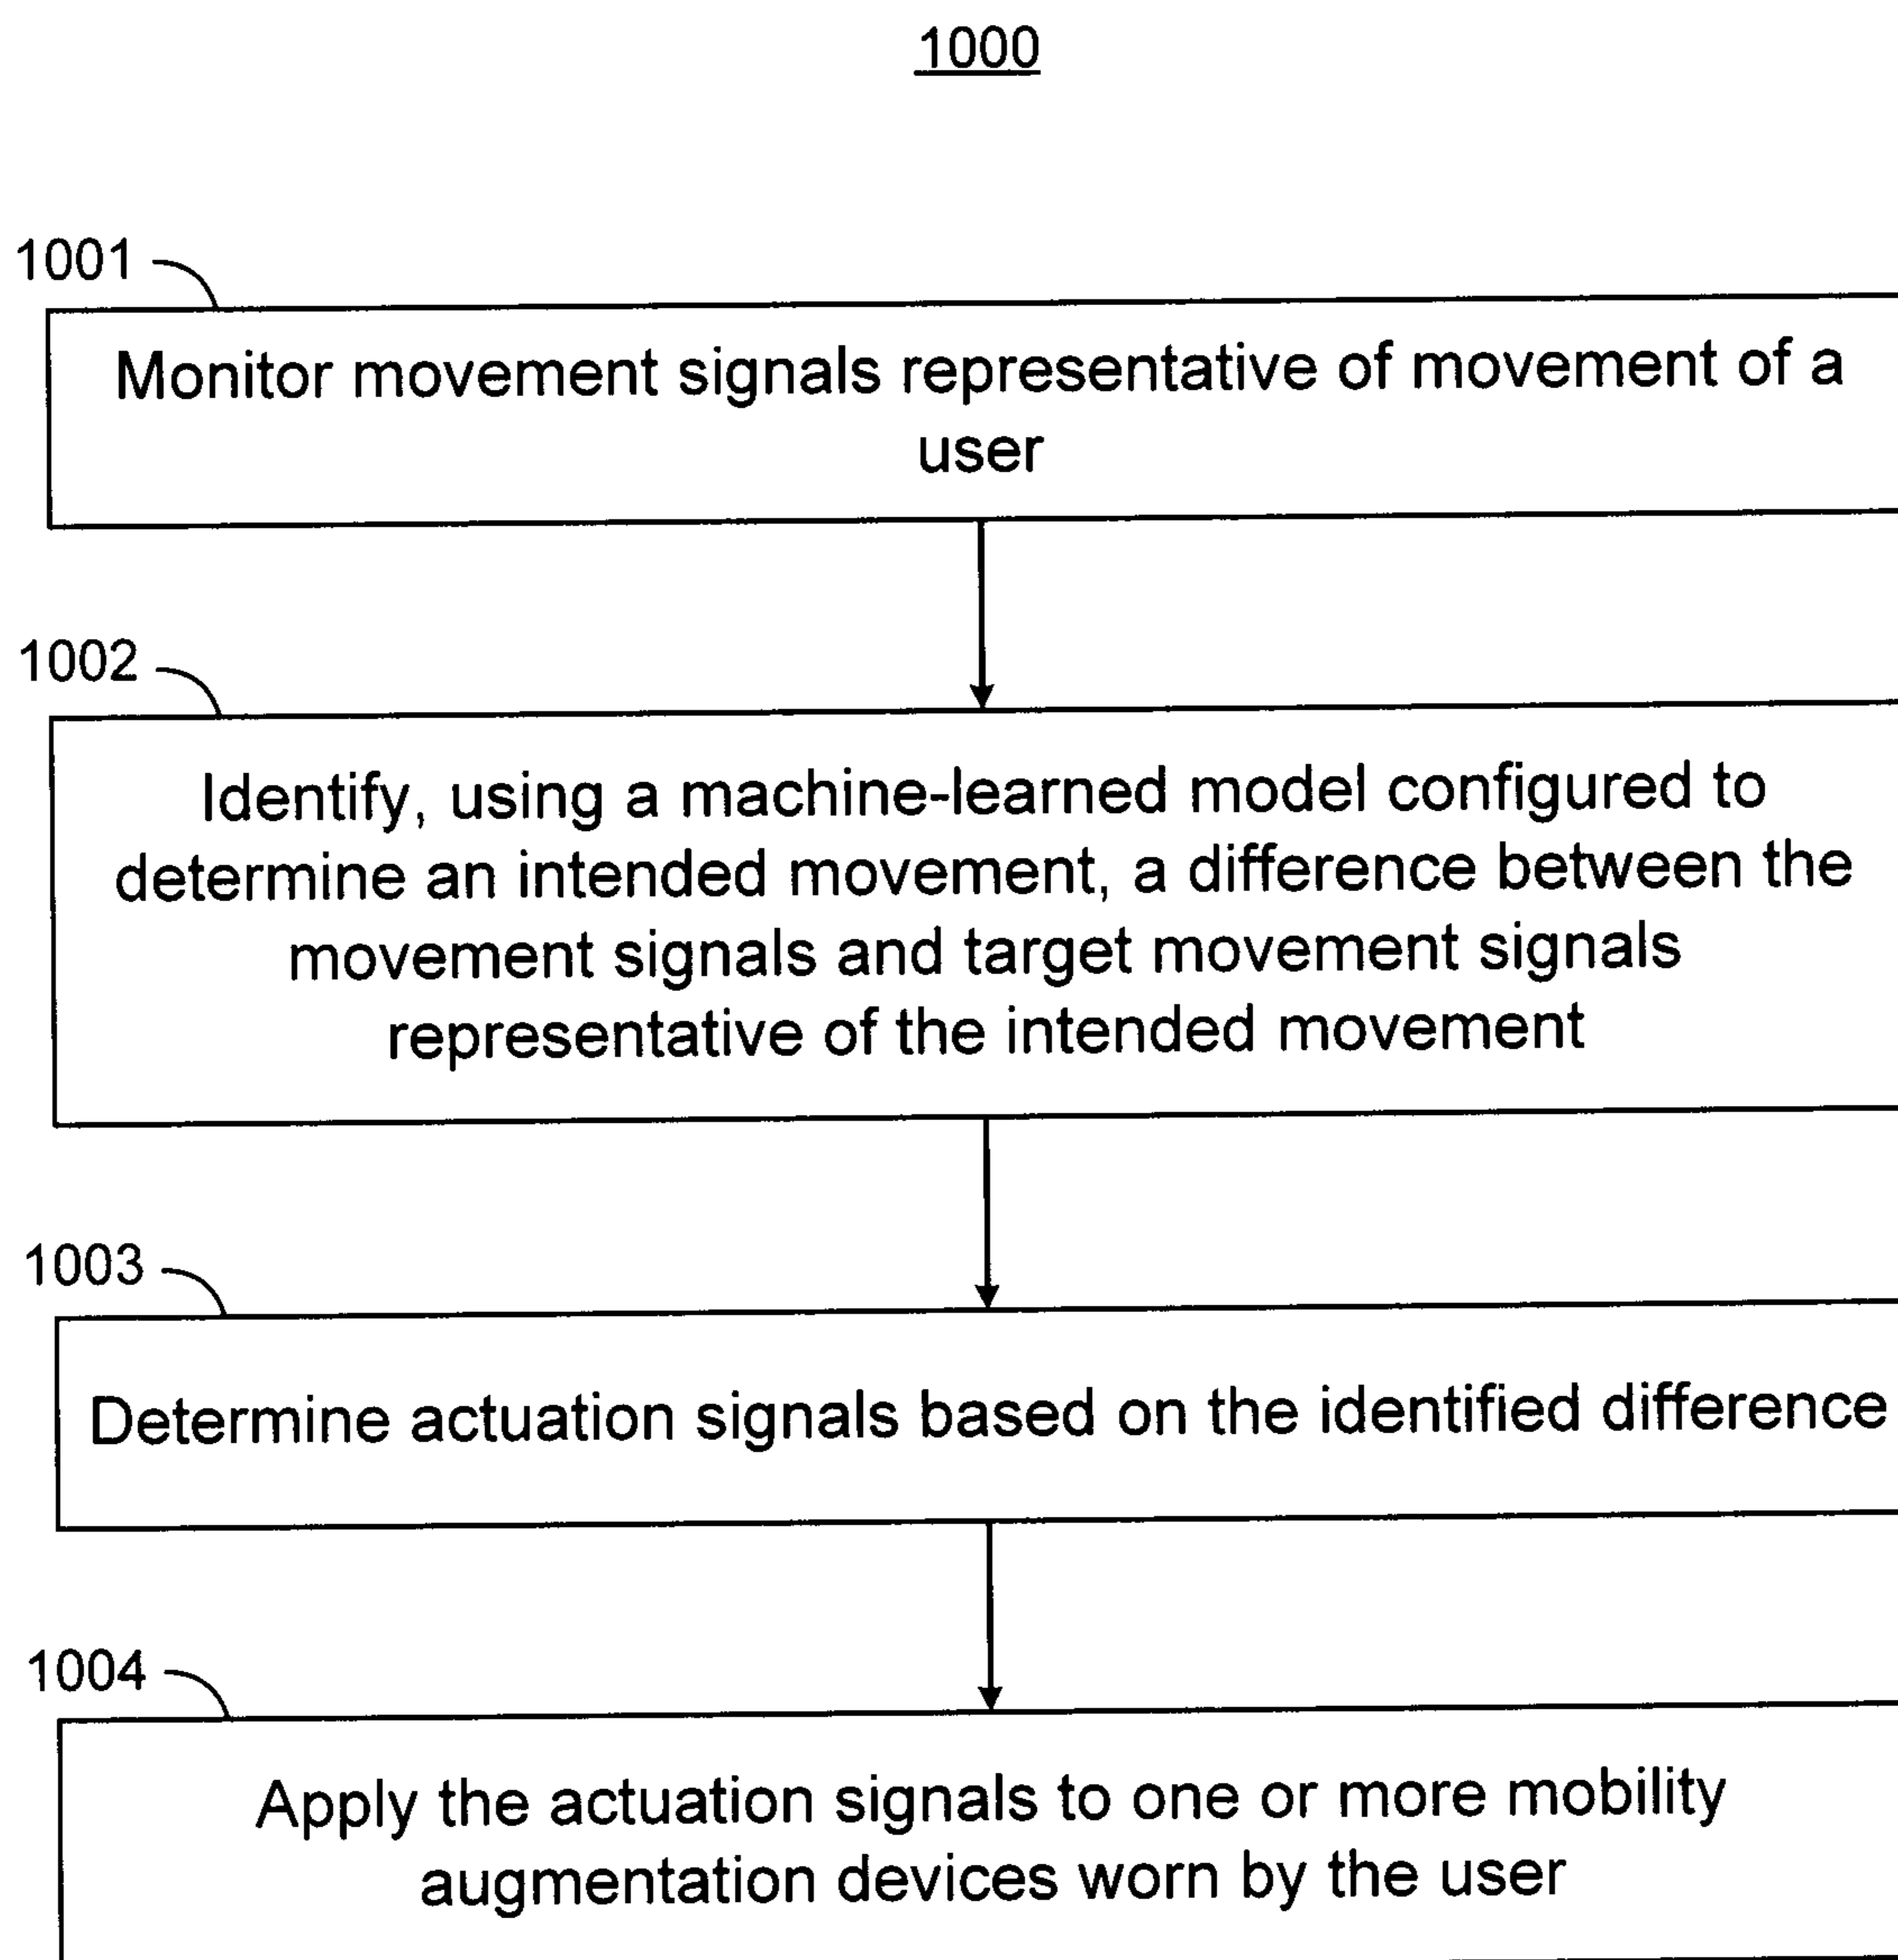 1000
1001
Monitor movement signals representative of movement of a
user
1002
Identify, using a machine-learned model configured to
determine an intended movement, a difference between the
movement signals and target movement signals
representative of the intended movement
1003
Determine actuation signals based on the identified difference
1004
Apply the actuation signals to one or more mobility
augmentation devices worn by the user